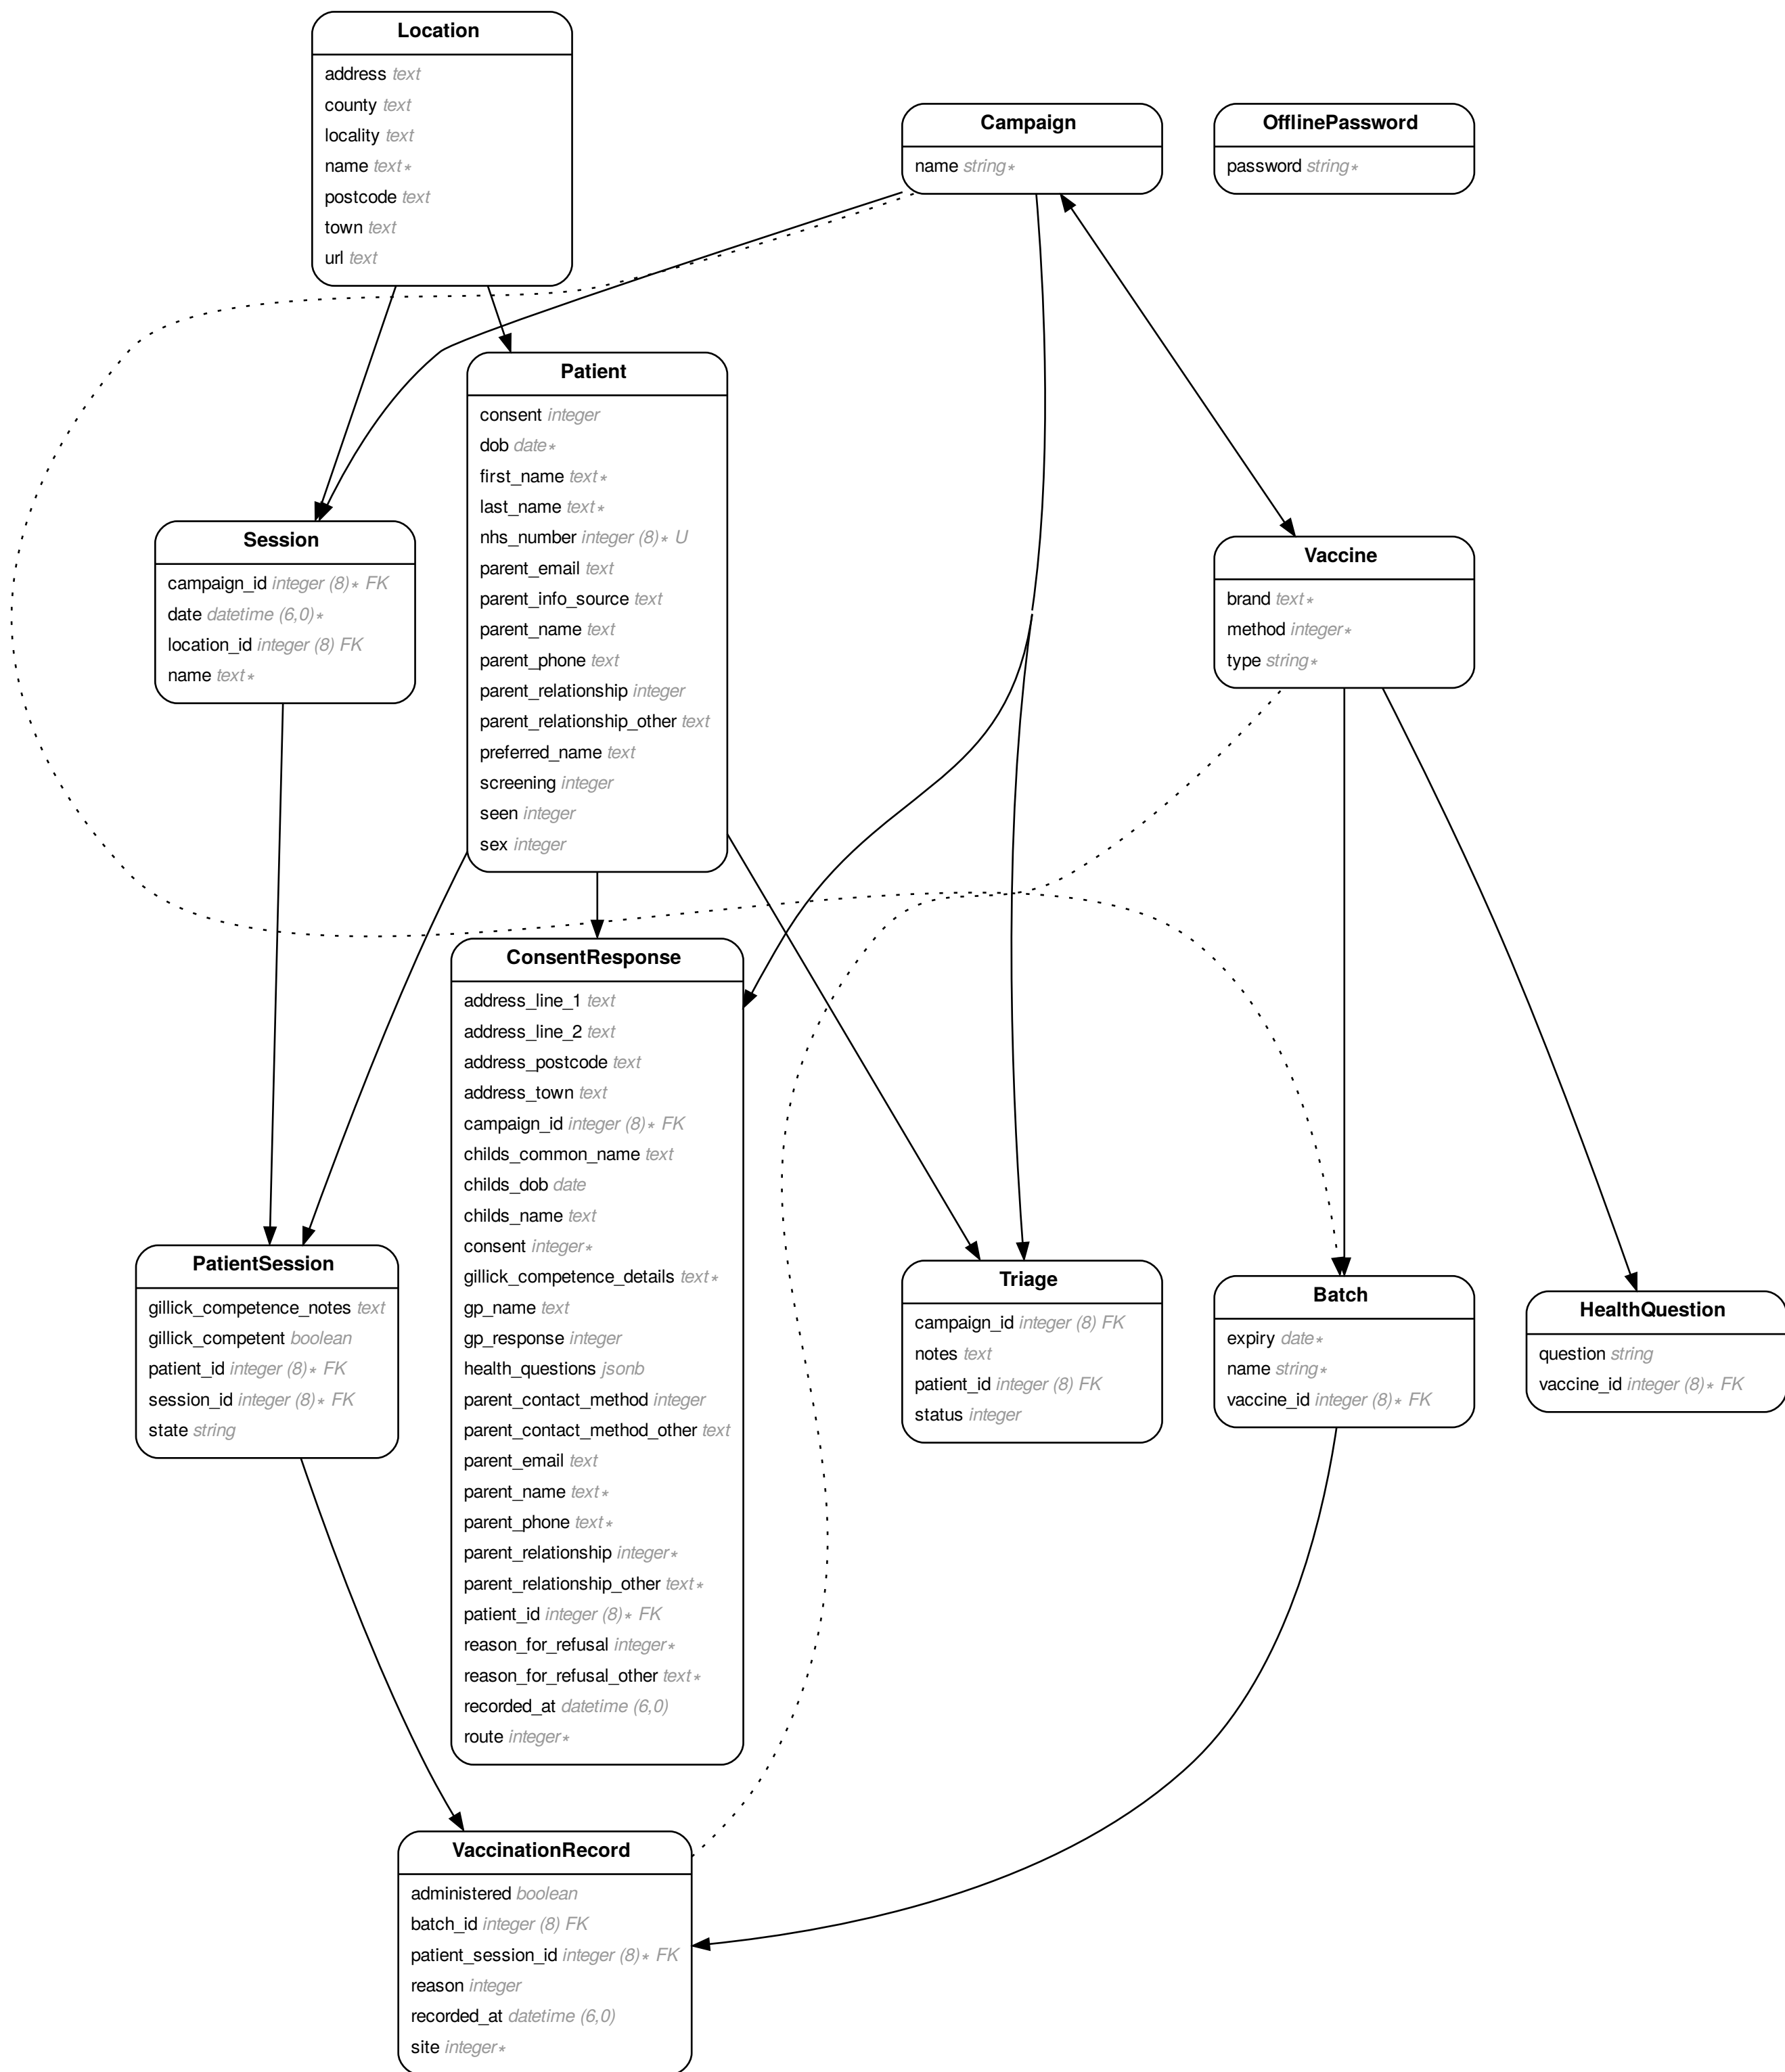 Location
address text
county text
locality text
name text*
postcode text
town text
url text
Campaign
name string*
OfflinePassword
password string*
Patient
consent integer
dob date*
first_name text*
last_name text*
nhs_number integer (8)* U
parent_email text
parent_info_source text
parent_name text
parent_phone text
parent_relationship integer
parent_relationship_other text
preferred_name text
screening integer
seen integer
sex integer
Session
campaign_id integer (8)* FK
date datetime (6,0)*
location_id integer (8) FK
name text*
Vaccine
brand text*
method integer*
type string*
ConsentResponse
address_line_1 text
address_line_2 text
address_postcode text
address_town text
campaign_id integer (8)* FK
childs_common_name text
childs_dob date
childs_name text
consent integer*
gillick_competence_details text*
gp_name text
gp_response integer
health_questions jsonb
parent_contact_method integer
parent_contact_method_other text
parent_email text
parent_name text*
parent_phone text*
parent_relationship integer*
parent_relationship_other text*
patient_id integer (8)* FK
reason_for_refusal integer*
reason_for_refusal_other text*
recorded_at datetime (6,0)
route integer*
PatientSession
gillick_competence_notes text
gillick_competent boolean
patient_id integer (8)* FK
session_id integer (8)* FK
state string
Triage
campaign_id integer (8) FK
notes text
patient_id integer (8) FK
status integer
Batch
expiry date*
name string*
vaccine_id integer (8)* FK
HealthQuestion
question string
vaccine_id integer (8)* FK
VaccinationRecord
administered boolean
batch_id integer (8) FK
patient_session_id integer (8)* FK
reason integer
recorded_at datetime (6,0)
site integer*